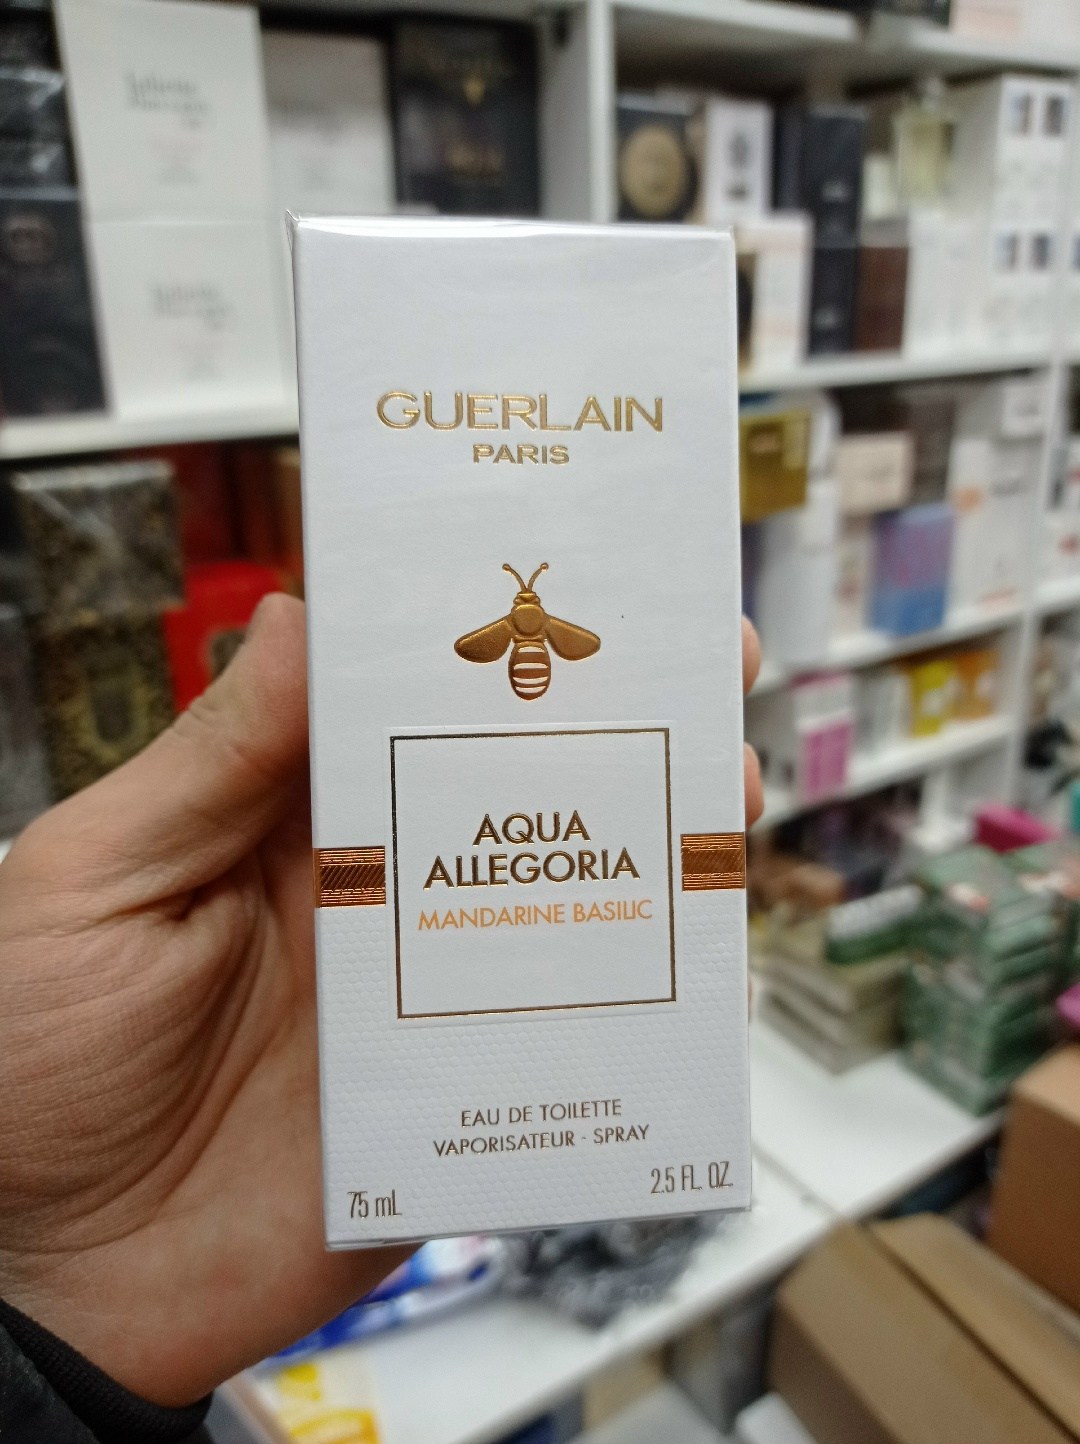 GUERLAIN
PARIS
AQUA
ALLEGORIA
MANDARINE BASILIC
EAU DE TOILETTE
VAPORISATEUR - SPRAY
75 mL
2.5 FL. OZ.